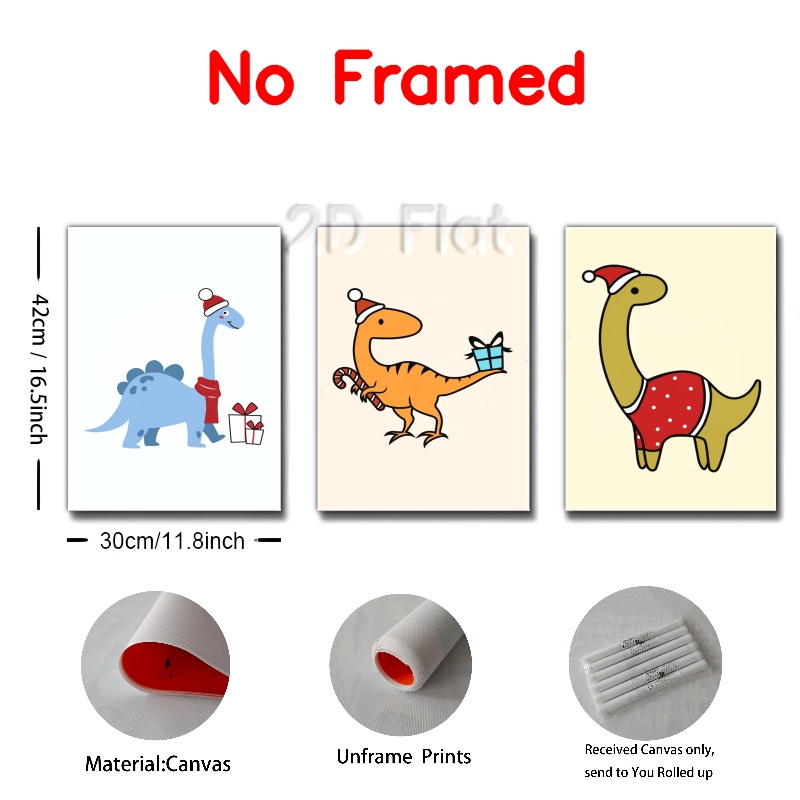 No Framed
2D Flat
42cm / 16.5inch
30cm/11.8inch
Material:Canvas
Unframe Prints
Received Canvas only,
send to You Rolled up